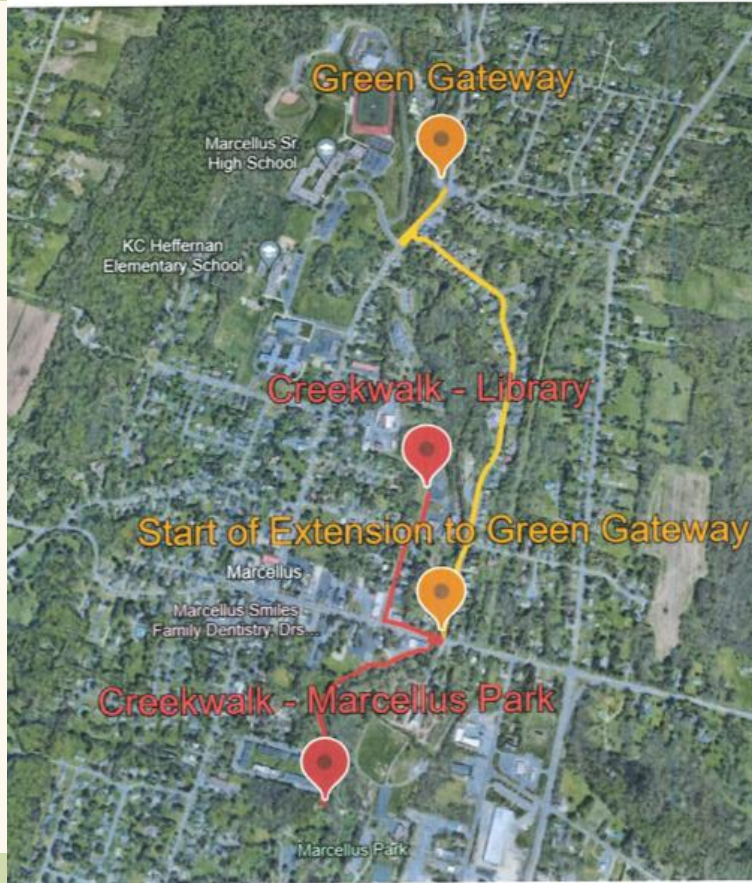 Green Gateway
Marcellus Sr
High School
KC Heffernan
Elementary School
Creekwalk - Library
Start of Extension to Green Gateway
Marcellus
Marcellus Smiles
Family Dentistry, Drs...
Creekwalk - Marcellus Park
Marcellus Park